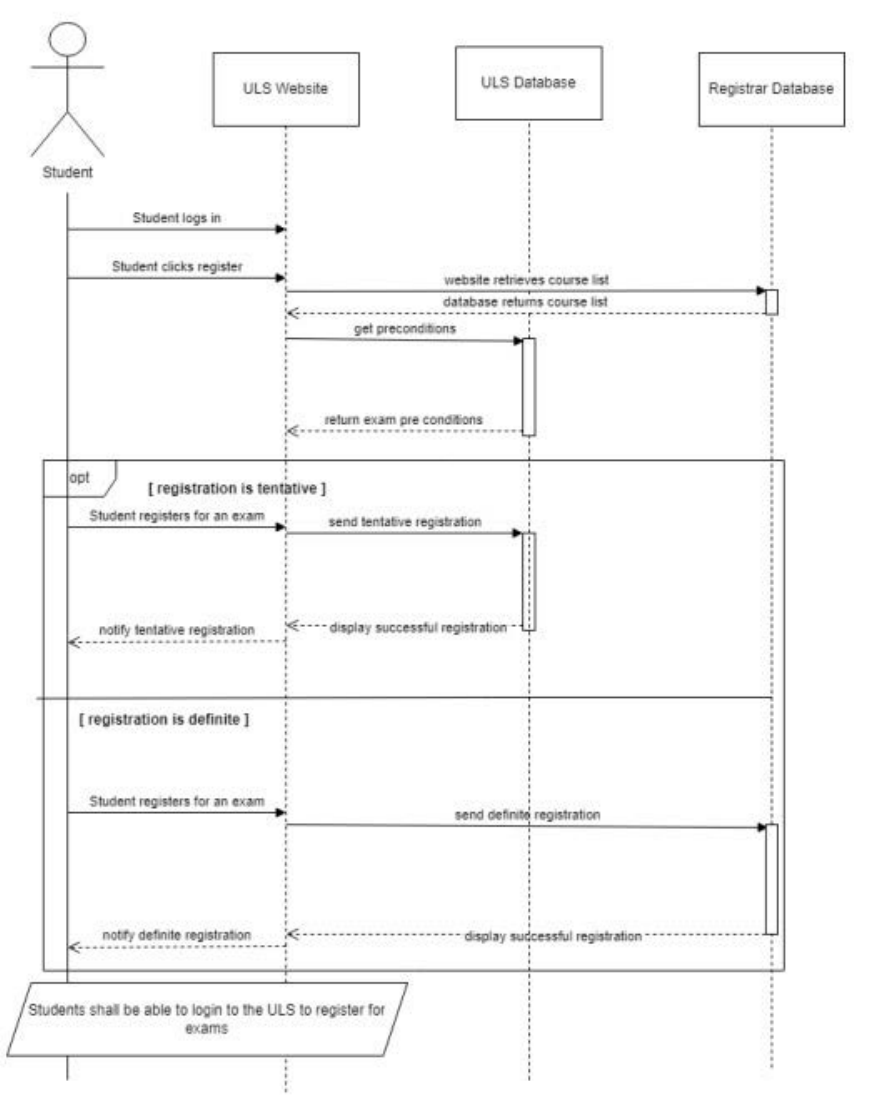 ULS Website
ULS Database
Registrar Database
Student
Student logs in
Student clicks register
website retrieves course list
database returns course list
get preconditions
return exam pre conditions
opt
[ registration is tentative ]
Student registers for an exam
send tentative registration
display successful registration
notify tentative registration
[ registration is definite ]
Student registers for an exam
send definite registration
notify definite registration
display successful registration
Students shall be able to login to the ULS to register for
exams